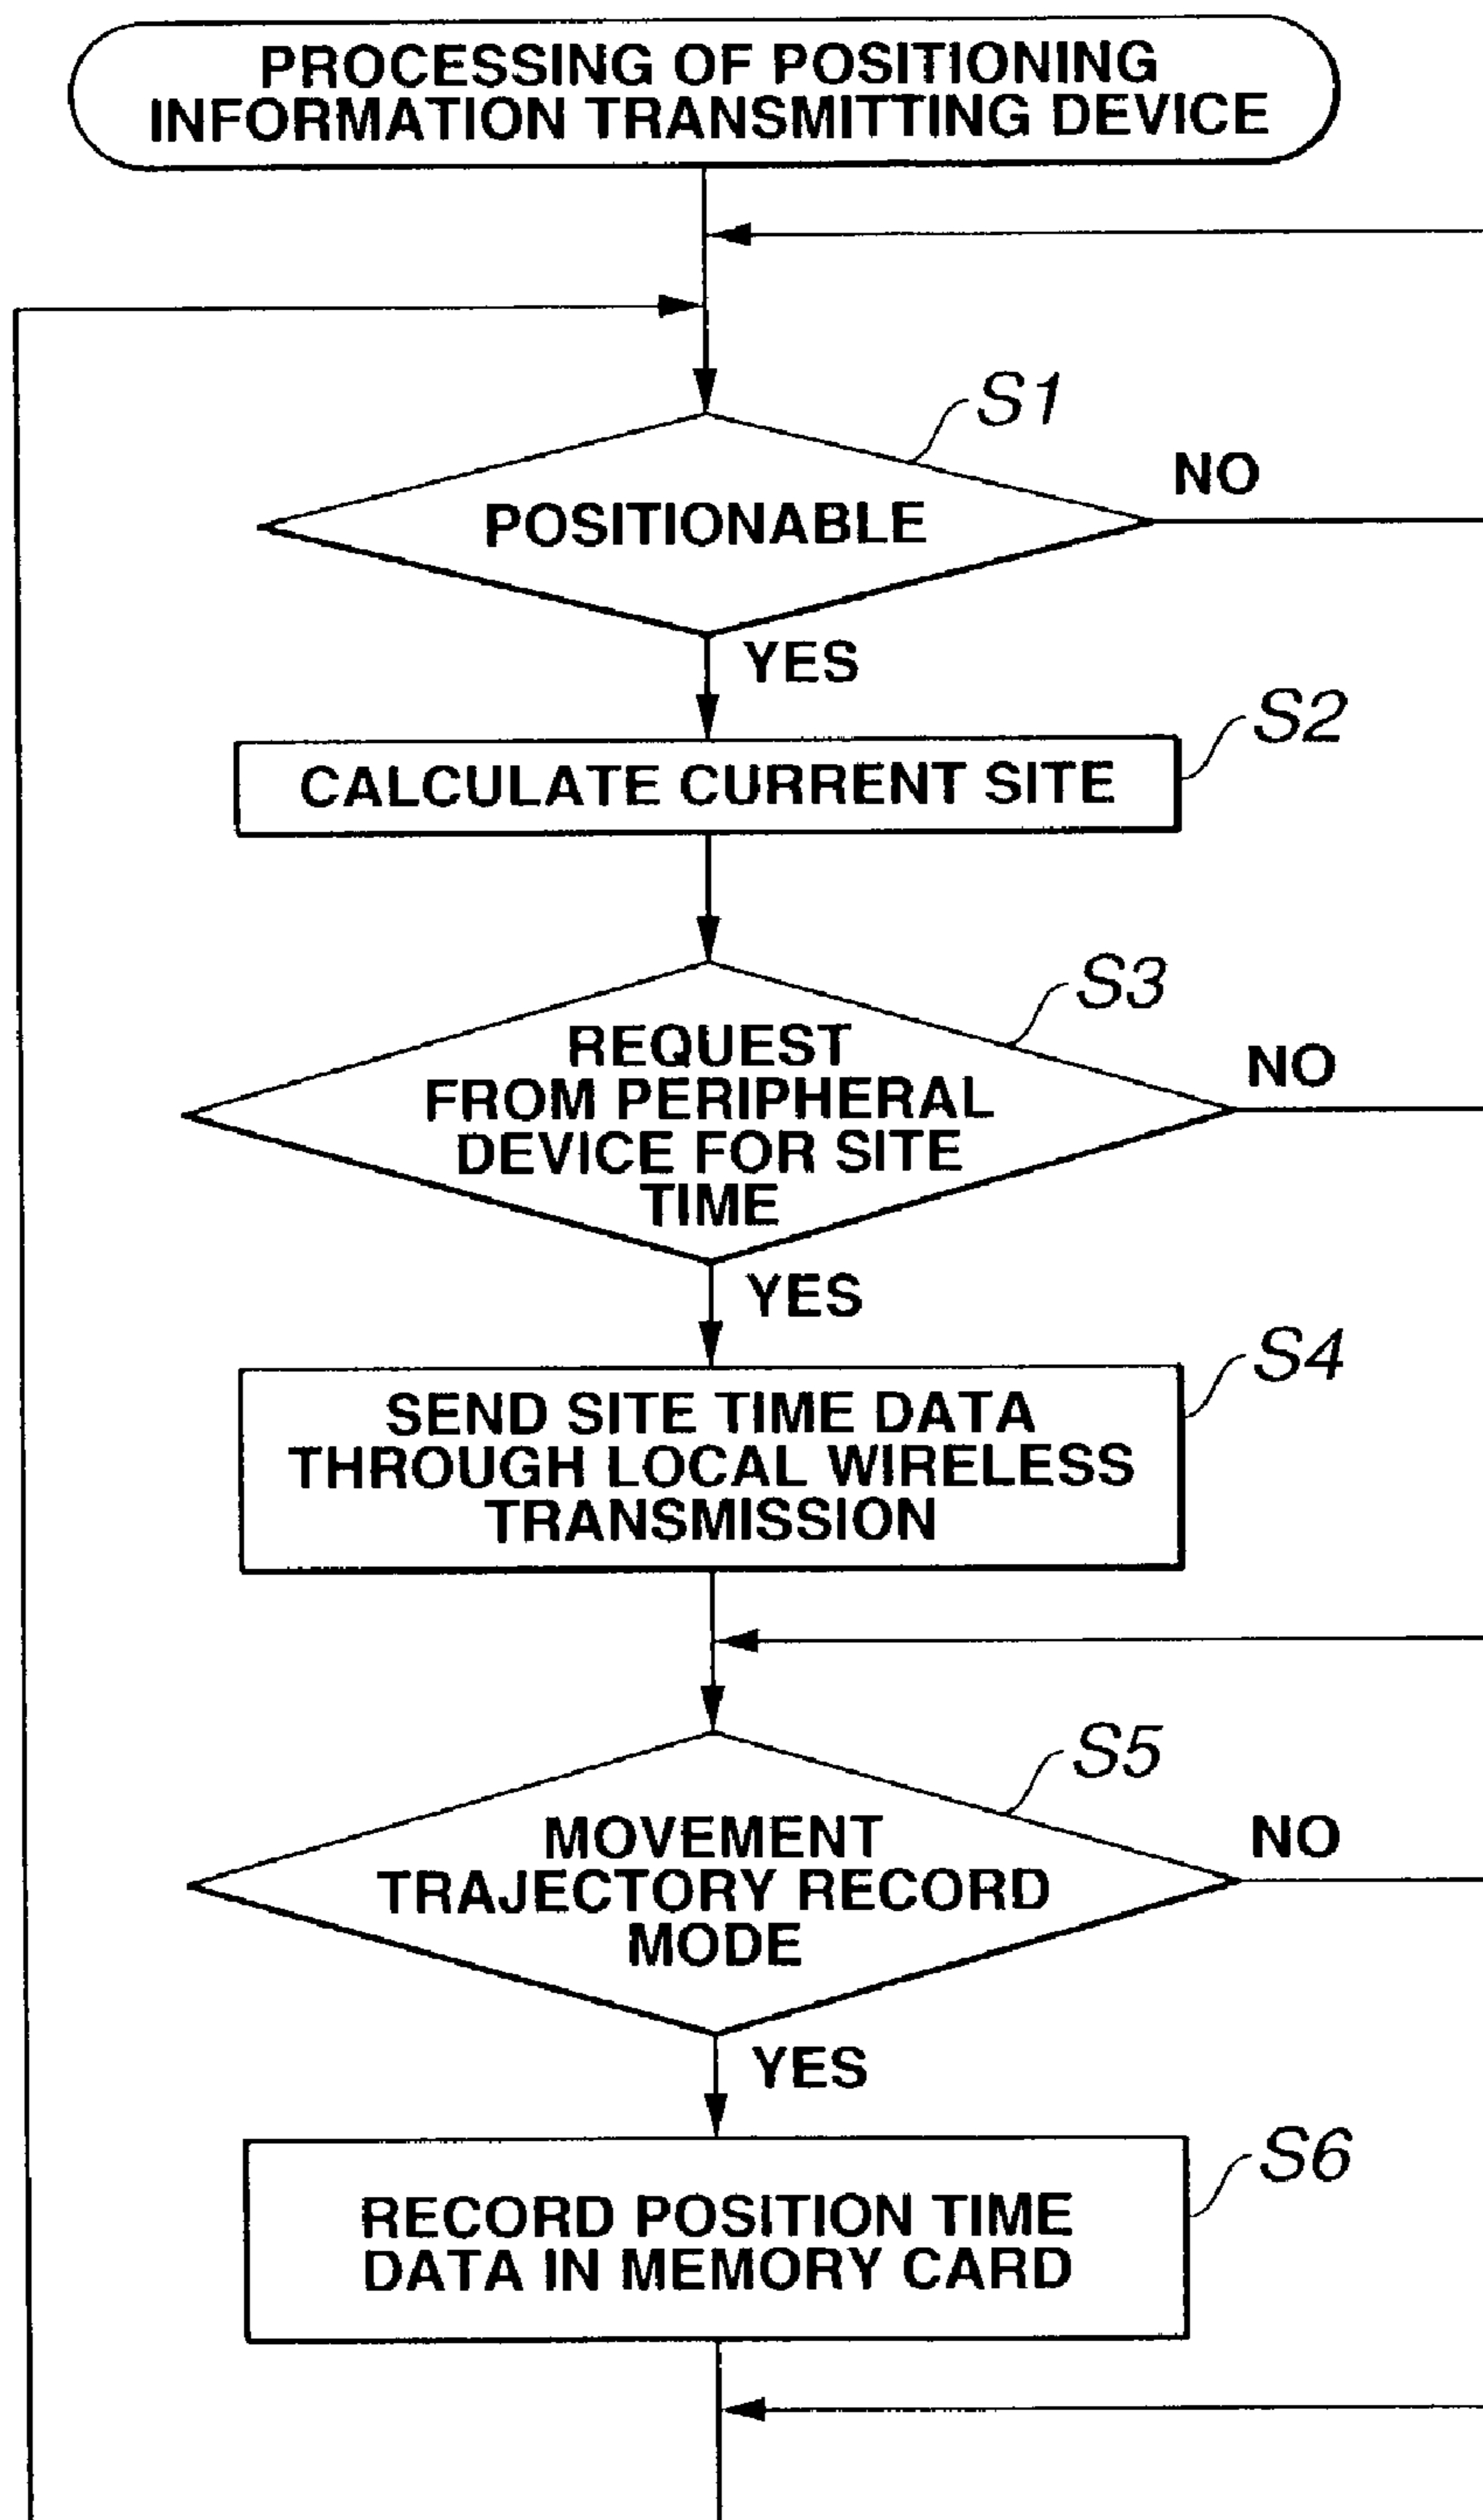 PROCESSING OF POSITIONING
INFORMATION TRANSMITTING DEVICE
S1
NO
POSITIONABLE
YES
S2
CALCULATE CURRENT SITE
S3
NO
REQUEST
FROM PERIPHERAL
DEVICE FOR SITE
TIME
YES
S4
SEND SITE TIME DATA
THROUGH LOCAL WIRELESS
TRANSMISSION
S5
NO
MOVEMENT
TRAJECTORY RECORD
MODE
YES
S6
RECORD POSITION TIME
DATA IN MEMORY CARD